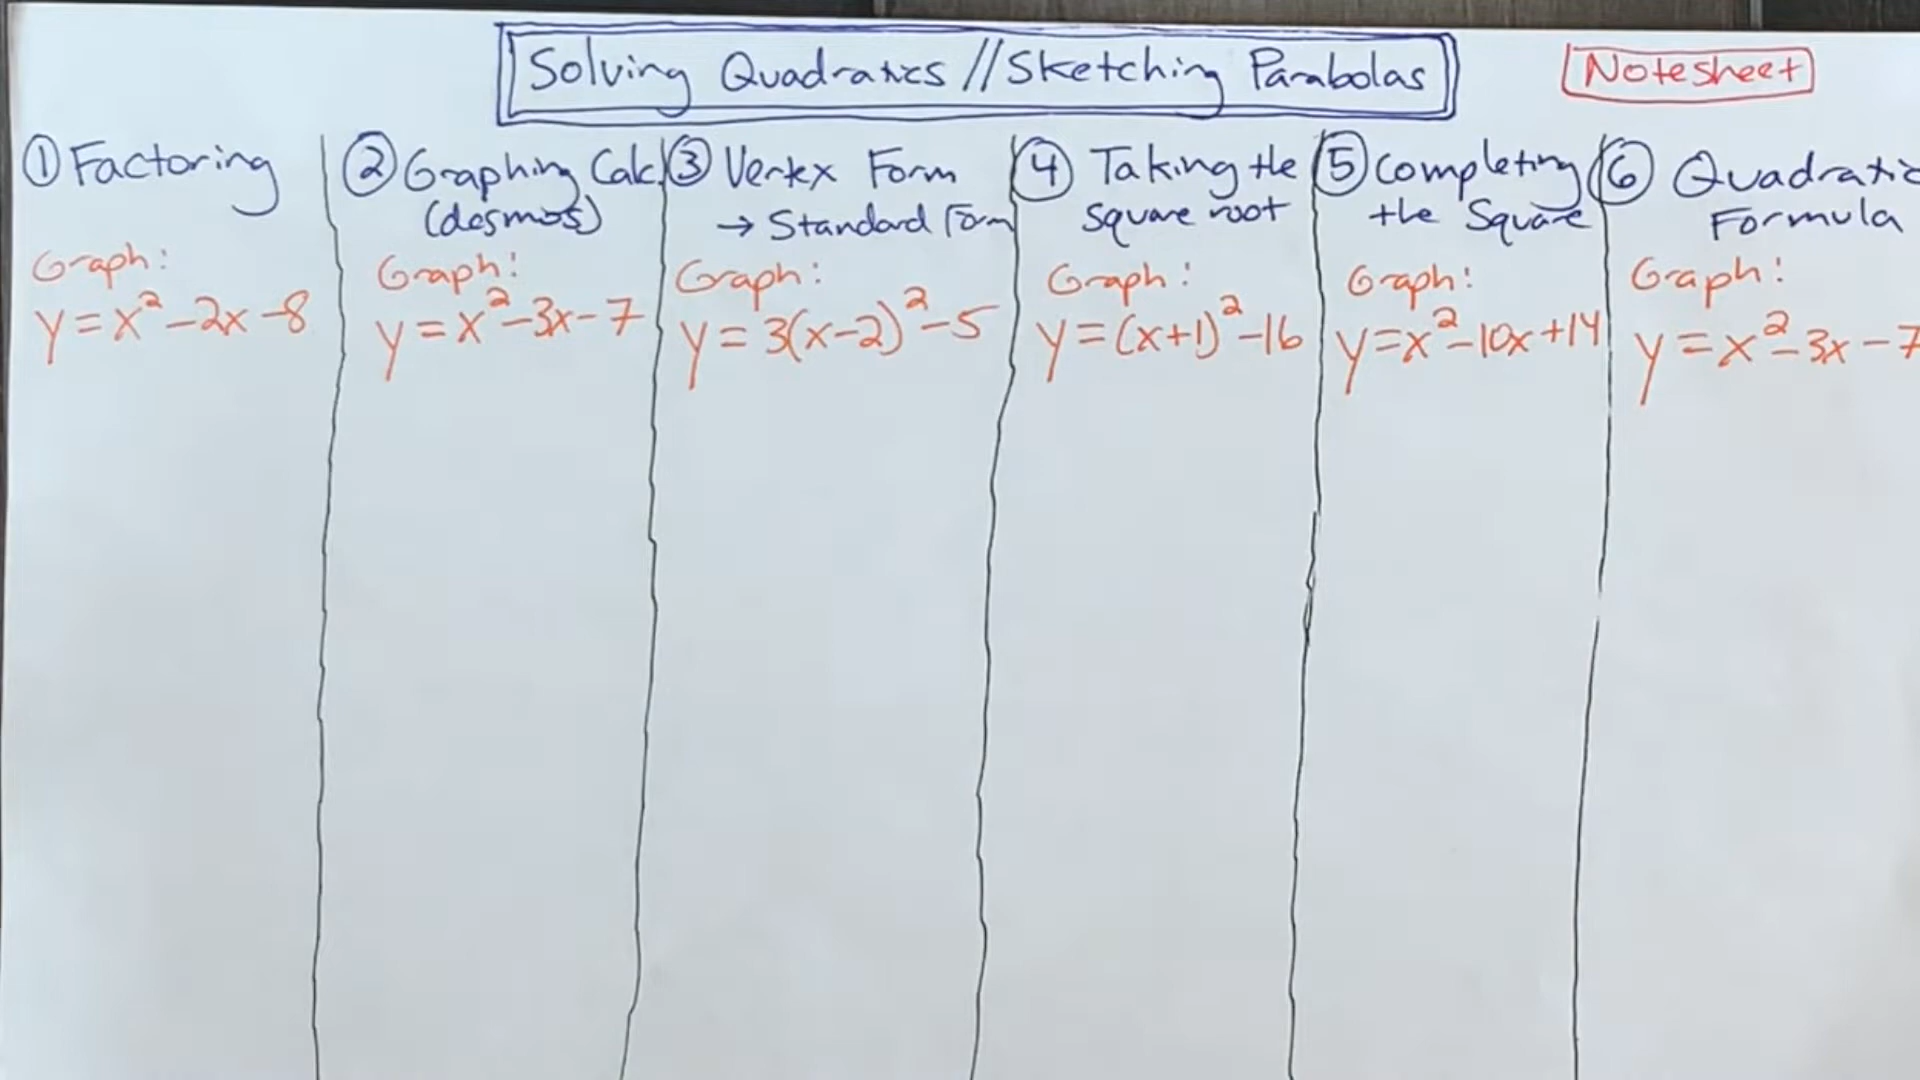 Solving Quadratics // Sketching Parabolas
Notesheet
① Factoring
Graph:
y = x² - 2x - 8
② Graphing Calc.
(desmos)
Graph:
y = x² - 3x - 7
③ Vertex Form
→ Standard Form
Graph:
y = 3(x-2)² - 5
④ Taking the
Square root
Graph:
y = (x+1)² - 16
⑤ Completing
the Square
Graph:
y = x² - 10x + 14
⑥ Quadratic
Formula
Graph:
y = x² - 3x - 7